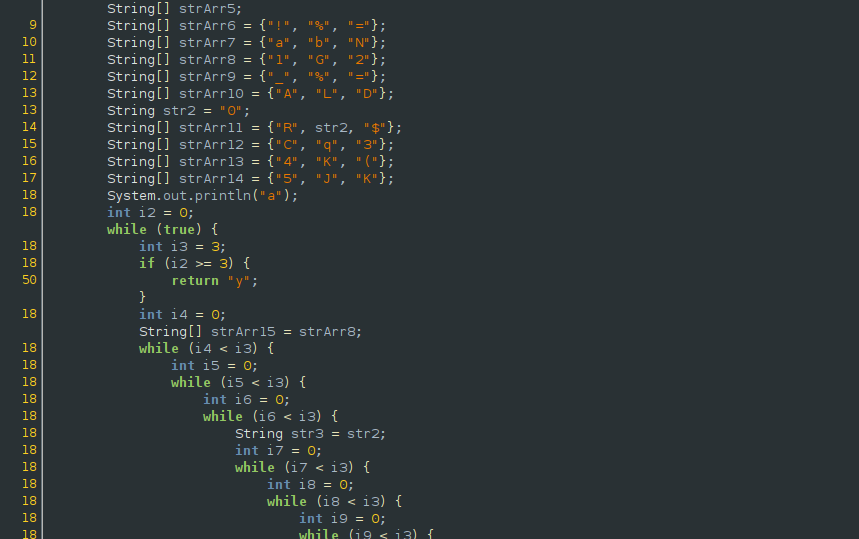 String[] strArr5;
9 String[] strArr6 = {"!", "%", "="};
10 String[] strArr7 = {"a", "b", "N"};
11 String[] strArr8 = {"1", "G", "2"};
12 String[] strArr9 = {"_", "%", "="};
13 String[] strArr10 = {"A", "L", "D"};
13 String str2 = "0";
14 String[] strArr11 = {"R", str2, "$"};
15 String[] strArr12 = {"C", "q", "3"};
16 String[] strArr13 = {"4", "K", "("};
17 String[] strArr14 = {"5", "J", "K"};
18 System.out.println("a");
18 int i2 = 0;
while (true) {
18 int i3 = 3;
18 if (i2 >= 3) {
50 return "y";
}
18 int i4 = 0;
String[] strArr15 = strArr8;
18 while (i4 < i3) {
18 int i5 = 0;
18 while (i5 < i3) {
18 int i6 = 0;
18 while (i6 < i3) {
18 String str3 = str2;
18 int i7 = 0;
18 while (i7 < i3) {
18 int i8 = 0;
18 while (i8 < i3) {
18 int i9 = 0;
18 while (i9 < i3) {